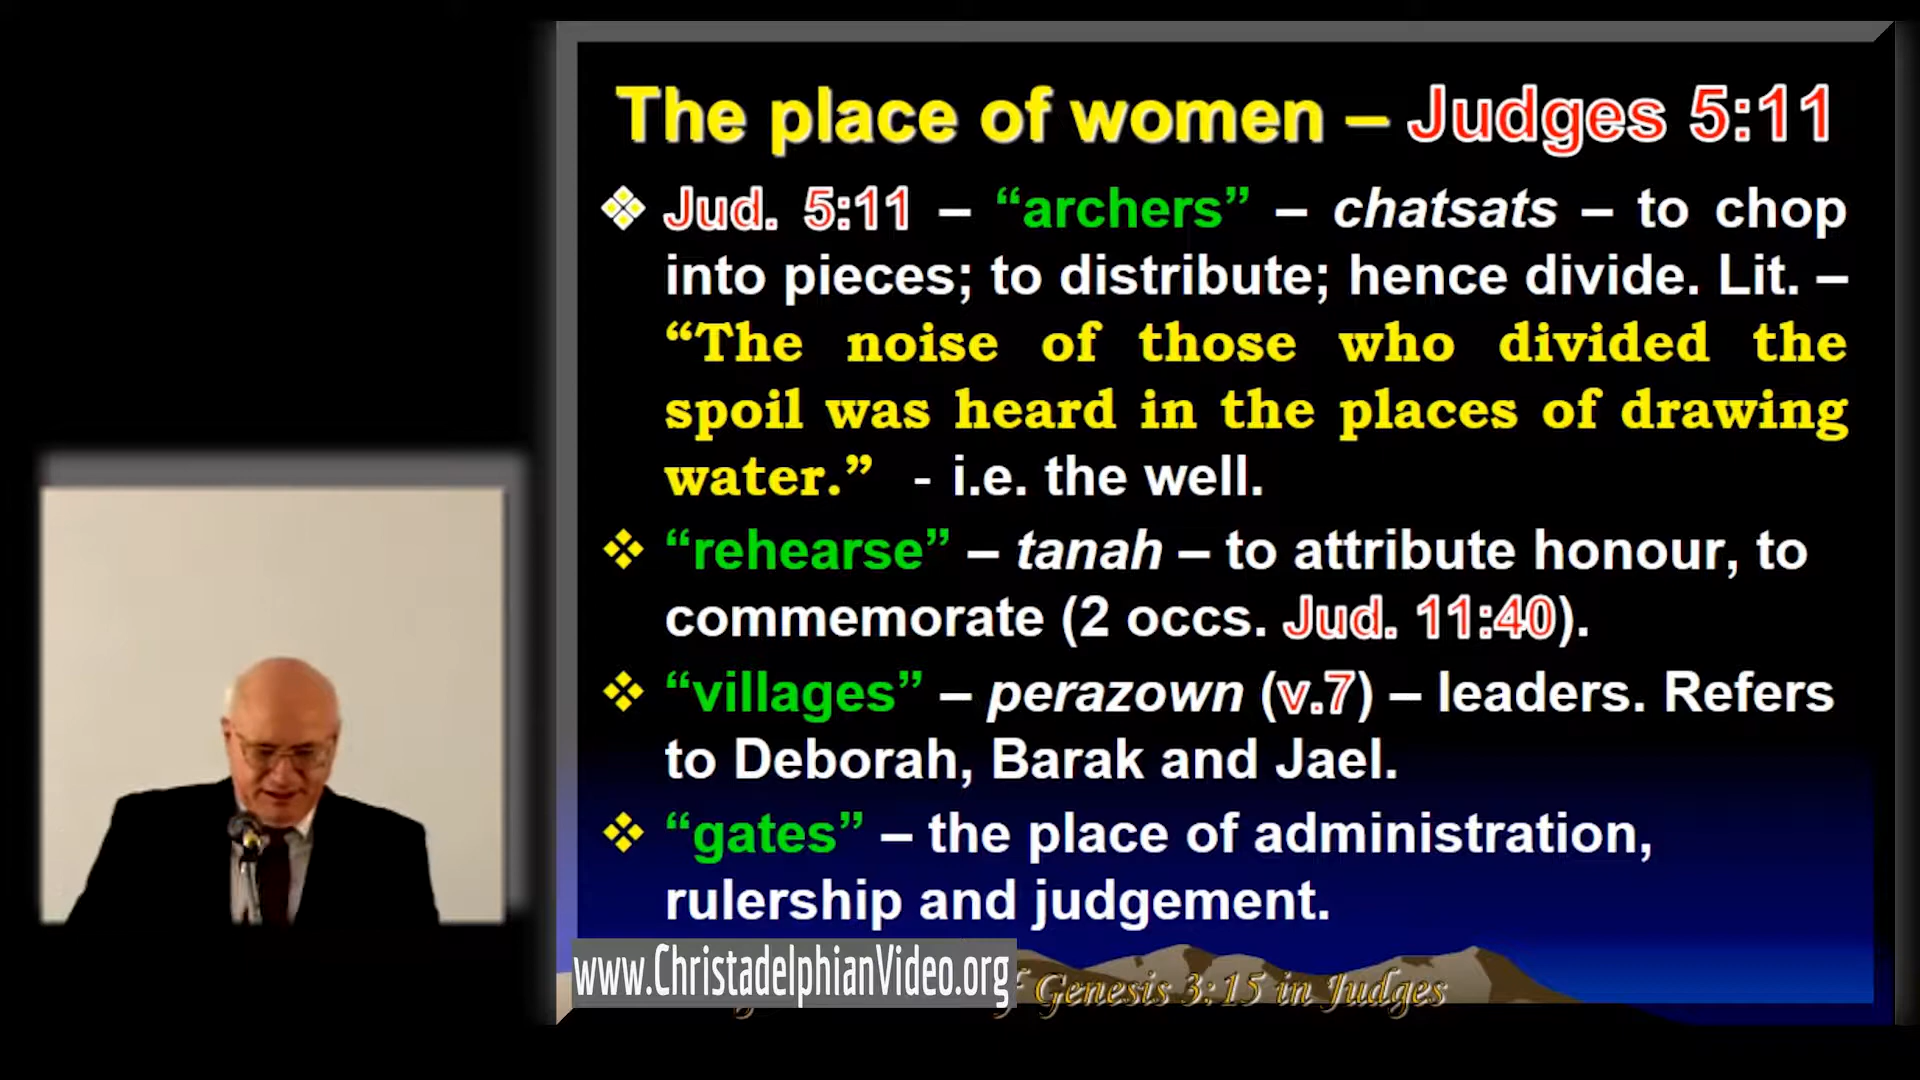 The place of women – Judges 5:11
❖ Jud. 5:11 – “archers” – chatsats – to chop
into pieces; to distribute; hence divide. Lit. –
“The noise of those who divided the
spoil was heard in the places of drawing
water.” - i.e. the well.
❖ “rehearse” – tanah – to attribute honour, to
commemorate (2 occs. Jud. 11:40).
❖ “villages” – perazown (v.7) – leaders. Refers
to Deborah, Barak and Jael.
❖ “gates” – the place of administration,
rulership and judgement.
www.ChristadelphianVideo.org
Genesis 3:15 in Judges